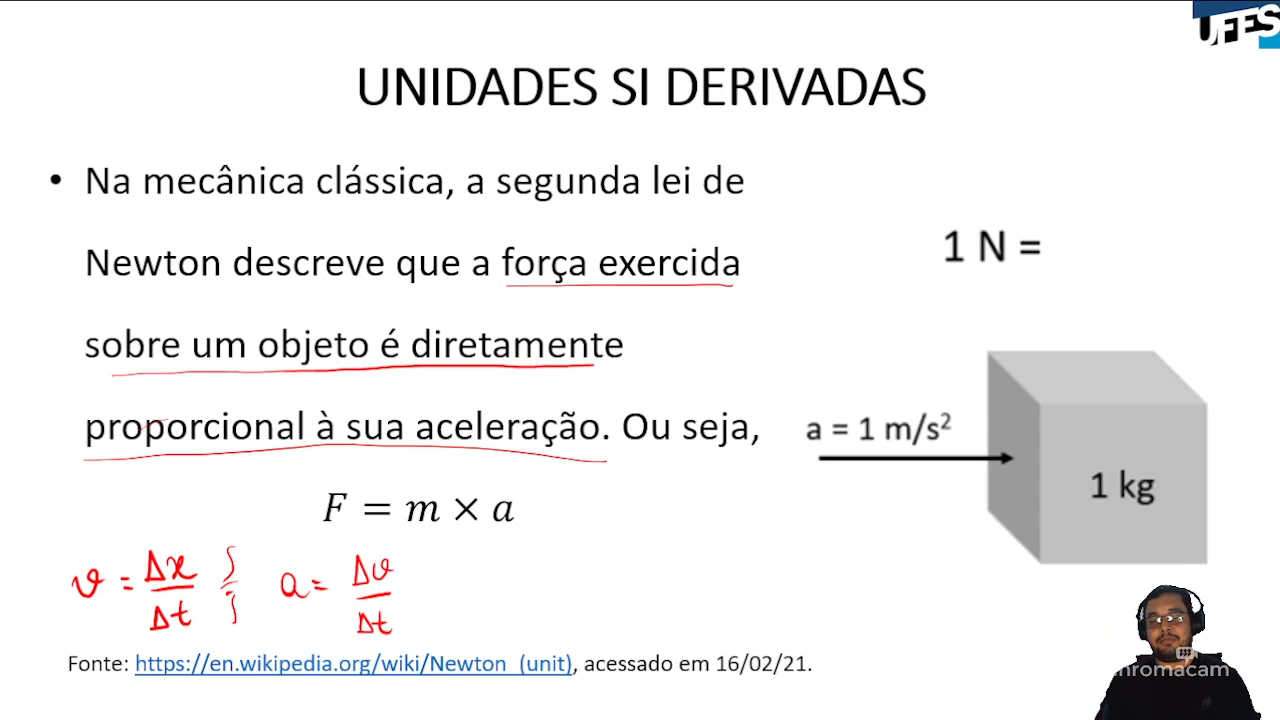 UFES
UNIDADES SI DERIVADAS
• Na mecânica clássica, a segunda lei de
Newton descreve que a força exercida
sobre um objeto é diretamente
proporcional à sua aceleração. Ou seja,
F = m × a
v = Δx/Δt
a = Δv/Δt
1 N =
a = 1 m/s²
1 kg
Fonte: https://en.wikipedia.org/wiki/Newton_(unit), acessado em 16/02/21.
chromacam